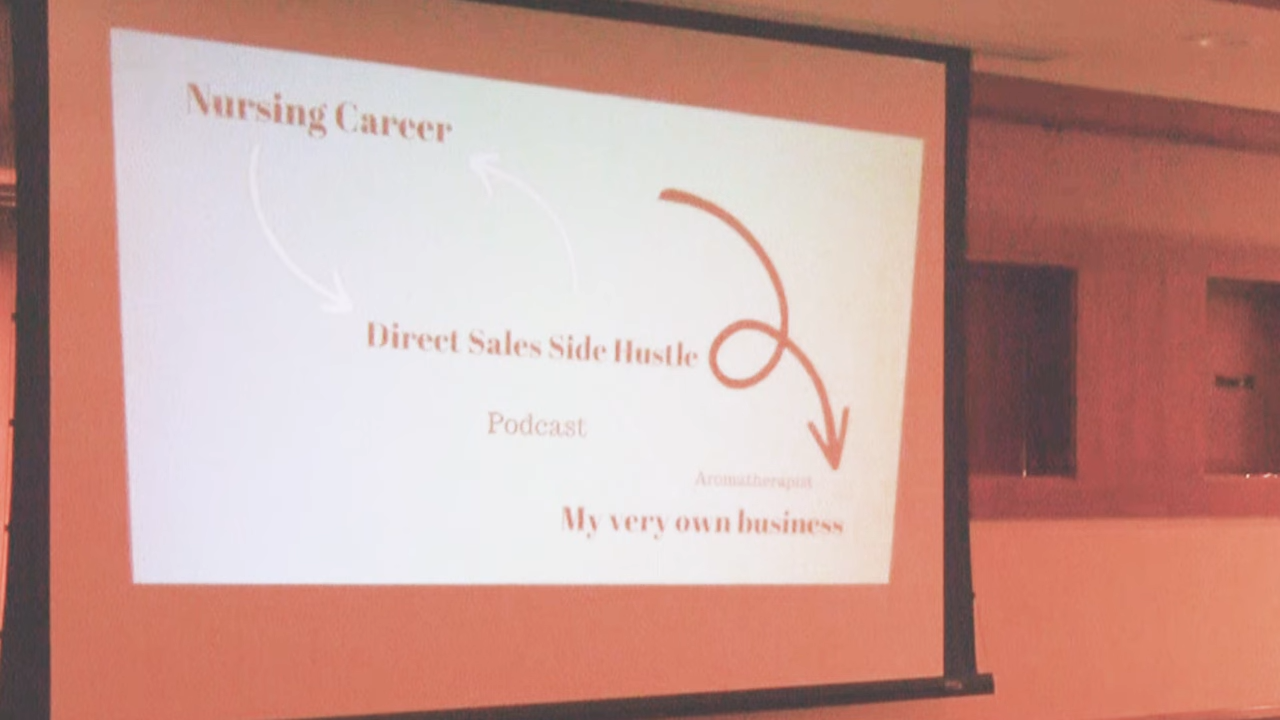 Nursing Career
Direct Sales Side Hustle
Podcast
Aromatherapist
My very own business